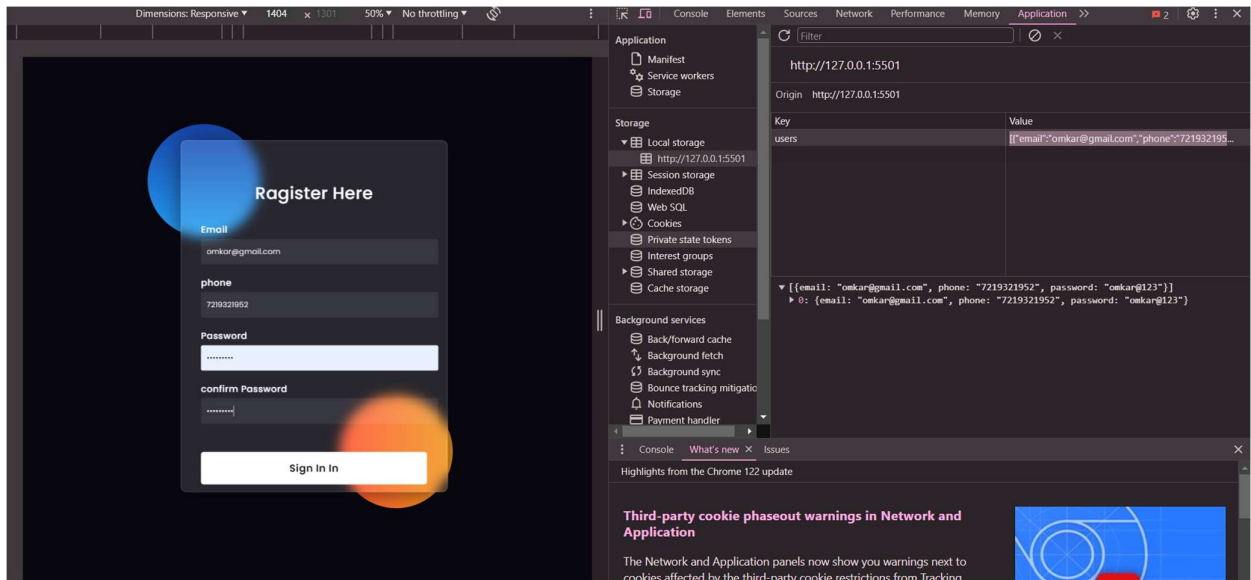 Dimensions: Responsive 1404 × 1301 50% No throttling
Ragister Here
Email
omkar@gmail.com
phone
7219321952
Password
•••••••••
confirm Password
•••••••••
Sign In In
Console Elements Sources Network Performance Memory Application 2
Application
Manifest
Service workers
Storage
Storage
Local storage
http://127.0.0.1:5501
Session storage
IndexedDB
Web SQL
Cookies
Private state tokens
Interest groups
Shared storage
Cache storage
Background services
Back/forward cache
Background fetch
Background sync
Bounce tracking mitigatio
Notifications
Payment handler
Filter
http://127.0.0.1:5501
Origin http://127.0.0.1:5501
Key Value
users [{"email":"omkar@gmail.com","phone":"721932195...
[{email: "omkar@gmail.com", phone: "7219321952", password: "omkar@123"}]
0: {email: "omkar@gmail.com", phone: "7219321952", password: "omkar@123"}
Console What's new Issues
Highlights from the Chrome 122 update
Third-party cookie phaseout warnings in Network and
Application
The Network and Application panels now show you warnings next to
cookies affected by the third-party cookie restrictions from Tracking